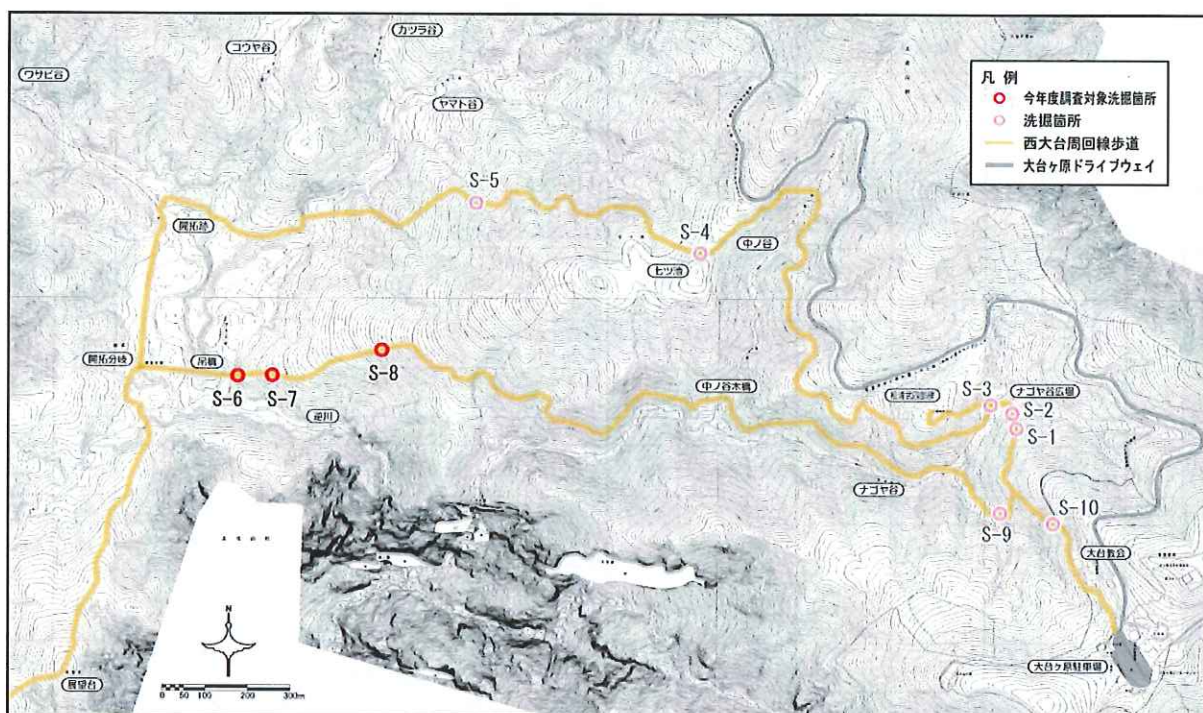 カツラ谷
コウヤ谷
ワサビ谷
ヤマト谷
凡 例
今年度調査対象洗掘箇所
洗掘箇所
西大台周回線歩道
大台ヶ原ドライブウェイ
S-5
S-4
開拓跡
中ノ谷
七ツ池
開拓分岐
吊橋
S-8
S-6
S-7
逆川
中ノ谷木橋
S-3
ナゴヤ谷広場
S-2
S-1
ナゴヤ谷
S-9
S-10
大台教会
N
0 50 100 200 300m
展望台
大台ヶ原駐車場